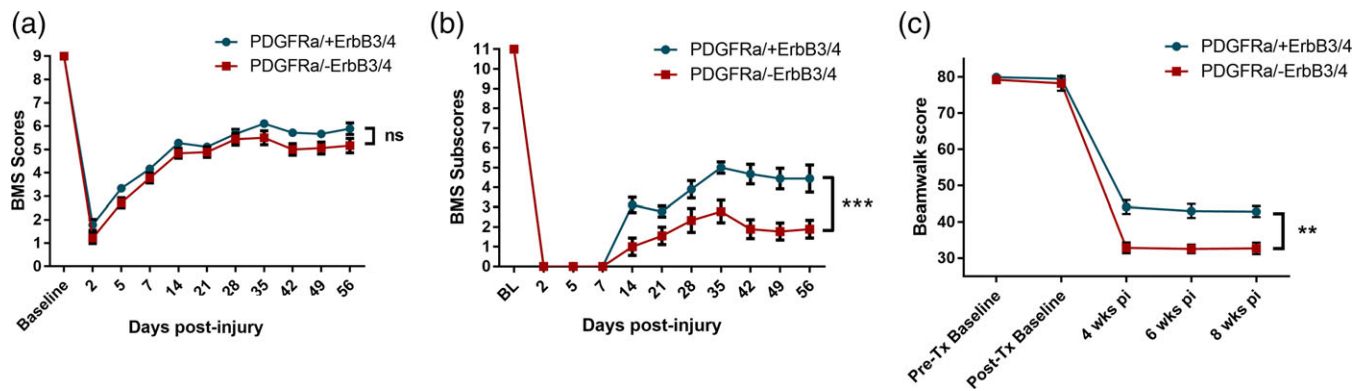 (a)
PDGFRa/+ErbB3/4
PDGFRa/-ErbB3/4
BMS Scores
9
8
7
6
5
4
3
2
1
0
ns
Baseline
2
5
7
14
21
28
35
42
49
56
Days post-injury
(b)
PDGFRa/+ErbB3/4
PDGFRa/-ErbB3/4
BMS Subscores
11
10
9
8
7
6
5
4
3
2
1
0
***
BL
2
5
7
14
21
28
35
42
49
56
Days post-injury
(c)
PDGFRa/+ErbB3/4
PDGFRa/-ErbB3/4
Beamwalk score
80
70
60
50
40
30
**
Pre-Tx Baseline
Post-Tx Baseline
4 wks pi
6 wks pi
8 wks pi